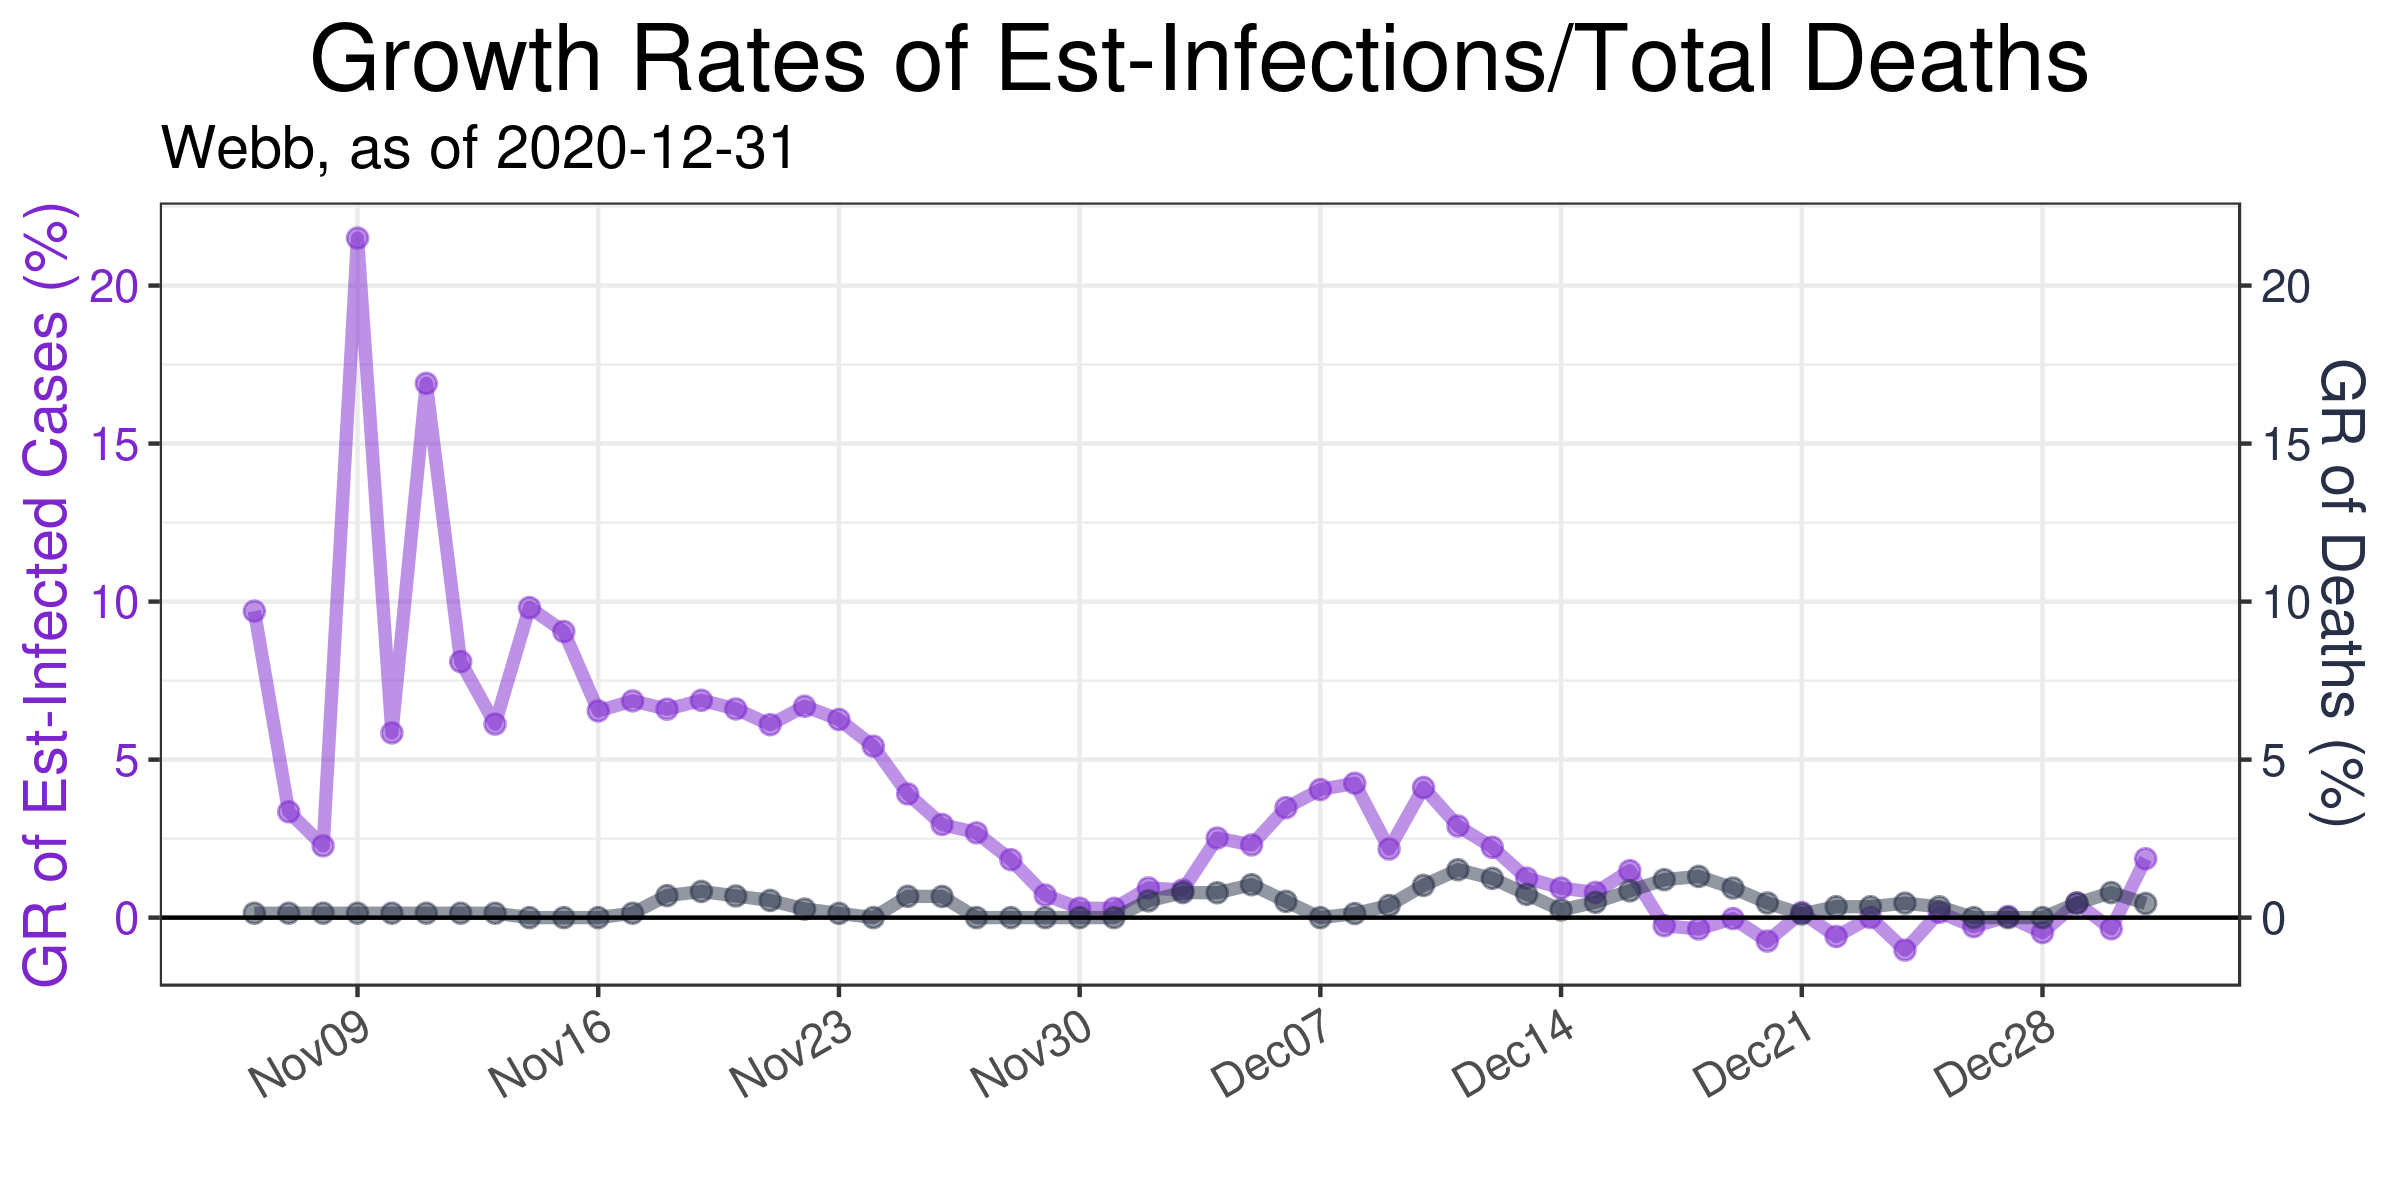 Growth Rates of Est-Infections/Total Deaths
Webb, as of 2020-12-31
GR of Est-Infected Cases (%)
20
15
10
5
0
20
15
10
5
0
GR of Deaths (%)
Nov09
Nov16
Nov23
Nov30
Dec07
Dec14
Dec21
Dec28